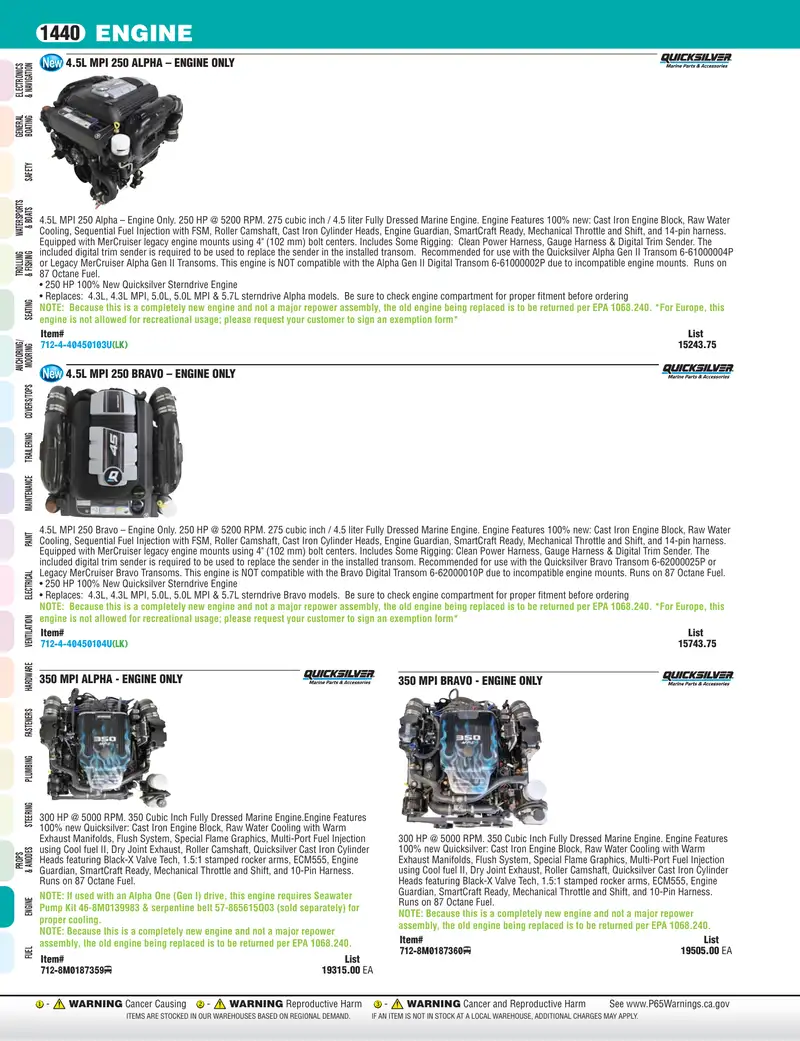 1440 ENGINE
ELECTRONICS & NAVIGATION
GENERAL BOATING
SAFETY
WATERSPORTS & BOATS
TROLLING & FISHING
SEATING
ANCHORING/ MOORING
COVERS/TOPS
TRAILERING
MAINTENANCE
PAINT
ELECTRICAL
VENTILATION
HARDWARE
FASTENERS
PLUMBING
STEERING
PROPS & ANODES
ENGINE
FUEL
New 4.5L MPI 250 ALPHA – ENGINE ONLY
QUICKSILVER
Marine Parts & Accessories
4.5L MPI 250 Alpha – Engine Only. 250 HP @ 5200 RPM. 275 cubic inch / 4.5 liter Fully Dressed Marine Engine. Engine Features 100% new: Cast Iron Engine Block, Raw Water
Cooling, Sequential Fuel Injection with FSM, Roller Camshaft, Cast Iron Cylinder Heads, Engine Guardian, SmartCraft Ready, Mechanical Throttle and Shift, and 14-pin harness.
Equipped with MerCruiser legacy engine mounts using 4" (102 mm) bolt centers. Includes Some Rigging: Clean Power Harness, Gauge Harness & Digital Trim Sender. The
included digital trim sender is required to be used to replace the sender in the installed transom. Recommended for use with the Quicksilver Alpha Gen II Transom 6-61000004P
or Legacy MerCruiser Alpha Gen II Transoms. This engine is NOT compatible with the Alpha Gen II Digital Transom 6-61000002P due to incompatible engine mounts. Runs on
87 Octane Fuel.
• 250 HP 100% New Quicksilver Sterndrive Engine
• Replaces: 4.3L, 4.3L MPI, 5.0L, 5.0L MPI & 5.7L sterndrive Alpha models. Be sure to check engine compartment for proper fitment before ordering
NOTE: Because this is a completely new engine and not a major repower assembly, the old engine being replaced is to be returned per EPA 1068.240. *For Europe, this
engine is not allowed for recreational usage; please request your customer to sign an exemption form*
Item# List
712-4-40450103U(LK) 15243.75
New 4.5L MPI 250 BRAVO – ENGINE ONLY
QUICKSILVER
Marine Parts & Accessories
4.5
Q
4.5L MPI 250 Bravo – Engine Only. 250 HP @ 5200 RPM. 275 cubic inch / 4.5 liter Fully Dressed Marine Engine. Engine Features 100% new: Cast Iron Engine Block, Raw Water
Cooling, Sequential Fuel Injection with FSM, Roller Camshaft, Cast Iron Cylinder Heads, Engine Guardian, SmartCraft Ready, Mechanical Throttle and Shift, and 14-pin harness.
Equipped with MerCruiser legacy engine mounts using 4" (102 mm) bolt centers. Includes Some Rigging: Clean Power Harness, Gauge Harness & Digital Trim Sender. The
included digital trim sender is required to be used to replace the sender in the installed transom. Recommended for use with the Quicksilver Bravo Transom 6-62000025P or
Legacy MerCruiser Bravo Transoms. This engine is NOT compatible with the Bravo Digital Transom 6-62000010P due to incompatible engine mounts. Runs on 87 Octane Fuel.
• 250 HP 100% New Quicksilver Sterndrive Engine
• Replaces: 4.3L, 4.3L MPI, 5.0L, 5.0L MPI & 5.7L sterndrive Bravo models. Be sure to check engine compartment for proper fitment before ordering
NOTE: Because this is a completely new engine and not a major repower assembly, the old engine being replaced is to be returned per EPA 1068.240. *For Europe, this
engine is not allowed for recreational usage; please request your customer to sign an exemption form*
Item# List
712-4-40450104U(LK) 15743.75
350 MPI ALPHA - ENGINE ONLY
QUICKSILVER
Marine Parts & Accessories
350
300 HP @ 5000 RPM. 350 Cubic Inch Fully Dressed Marine Engine.Engine Features
100% new Quicksilver: Cast Iron Engine Block, Raw Water Cooling with Warm
Exhaust Manifolds, Flush System, Special Flame Graphics, Multi-Port Fuel Injection
using Cool fuel II, Dry Joint Exhaust, Roller Camshaft, Quicksilver Cast Iron Cylinder
Heads featuring Black-X Valve Tech, 1.5:1 stamped rocker arms, ECM555, Engine
Guardian, SmartCraft Ready, Mechanical Throttle and Shift, and 10-Pin Harness.
Runs on 87 Octane Fuel.
NOTE: If used with an Alpha One (Gen I) drive, this engine requires Seawater
Pump Kit 46-8M0139983 & serpentine belt 57-865615Q03 (sold separately) for
proper cooling.
NOTE: Because this is a completely new engine and not a major repower
assembly, the old engine being replaced is to be returned per EPA 1068.240.
Item# List
712-8M0187359 19315.00 EA
350 MPI BRAVO - ENGINE ONLY
QUICKSILVER
Marine Parts & Accessories
350
300 HP @ 5000 RPM. 350 Cubic Inch Fully Dressed Marine Engine. Engine Features
100% new Quicksilver: Cast Iron Engine Block, Raw Water Cooling with Warm
Exhaust Manifolds, Flush System, Special Flame Graphics, Multi-Port Fuel Injection
using Cool fuel II, Dry Joint Exhaust, Roller Camshaft, Quicksilver Cast Iron Cylinder
Heads featuring Black-X Valve Tech, 1.5:1 stamped rocker arms, ECM555, Engine
Guardian, SmartCraft Ready, Mechanical Throttle and Shift, and 10-Pin Harness.
Runs on 87 Octane Fuel.
NOTE: Because this is a completely new engine and not a major repower
assembly, the old engine being replaced is to be returned per EPA 1068.240.
Item# List
712-8M0187360 19505.00 EA
1 - WARNING Cancer Causing 2 - WARNING Reproductive Harm 3 - WARNING Cancer and Reproductive Harm See www.P65Warnings.ca.gov
ITEMS ARE STOCKED IN OUR WAREHOUSES BASED ON REGIONAL DEMAND. IF AN ITEM IS NOT IN STOCK AT A LOCAL WAREHOUSE, ADDITIONAL CHARGES MAY APPLY.